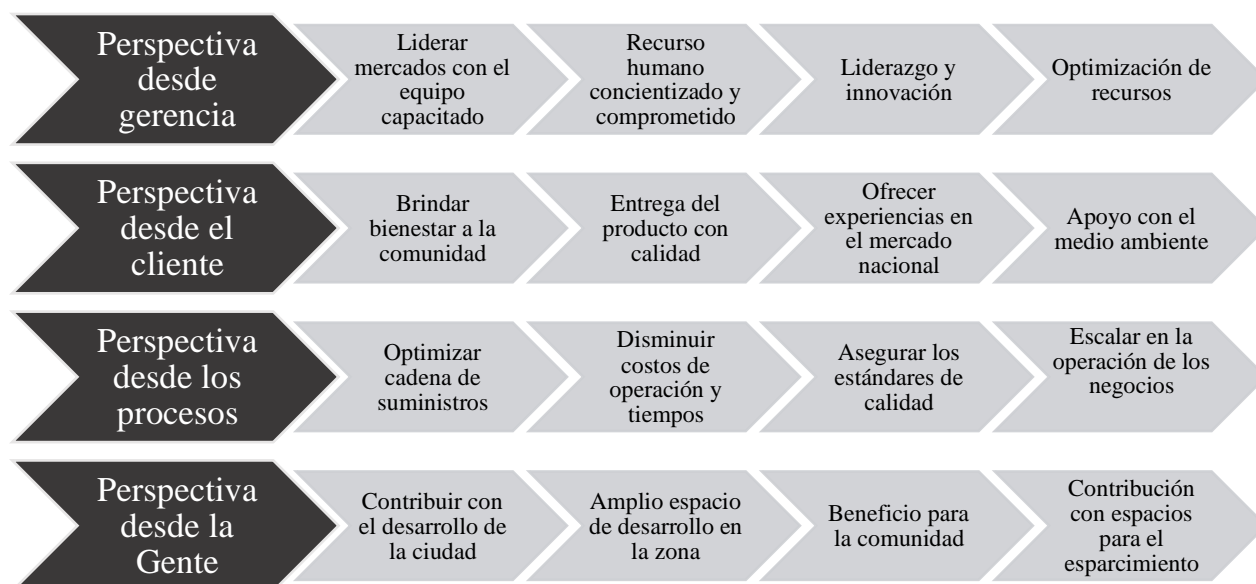 Perspectiva
desde
gerencia
Liderar
mercados con el
equipo
capacitado
Recurso
humano
concientizado y
comprometido
Liderazgo y
innovación
Optimización de
recursos
Perspectiva
desde el
cliente
Brindar
bienestar a la
comunidad
Entrega del
producto con
calidad
Ofrecer
experiencias en
el mercado
nacional
Apoyo con el
medio ambiente
Perspectiva
desde los
procesos
Optimizar
cadena de
suministros
Disminuir
costos de
operación y
tiempos
Asegurar los
estándares de
calidad
Escalar en la
operación de los
negocios
Perspectiva
desde la
Gente
Contribuir con
el desarrollo de
la ciudad
Amplio espacio
de desarrollo en
la zona
Beneficio para
la comunidad
Contribución
con espacios
para el
esparcimiento